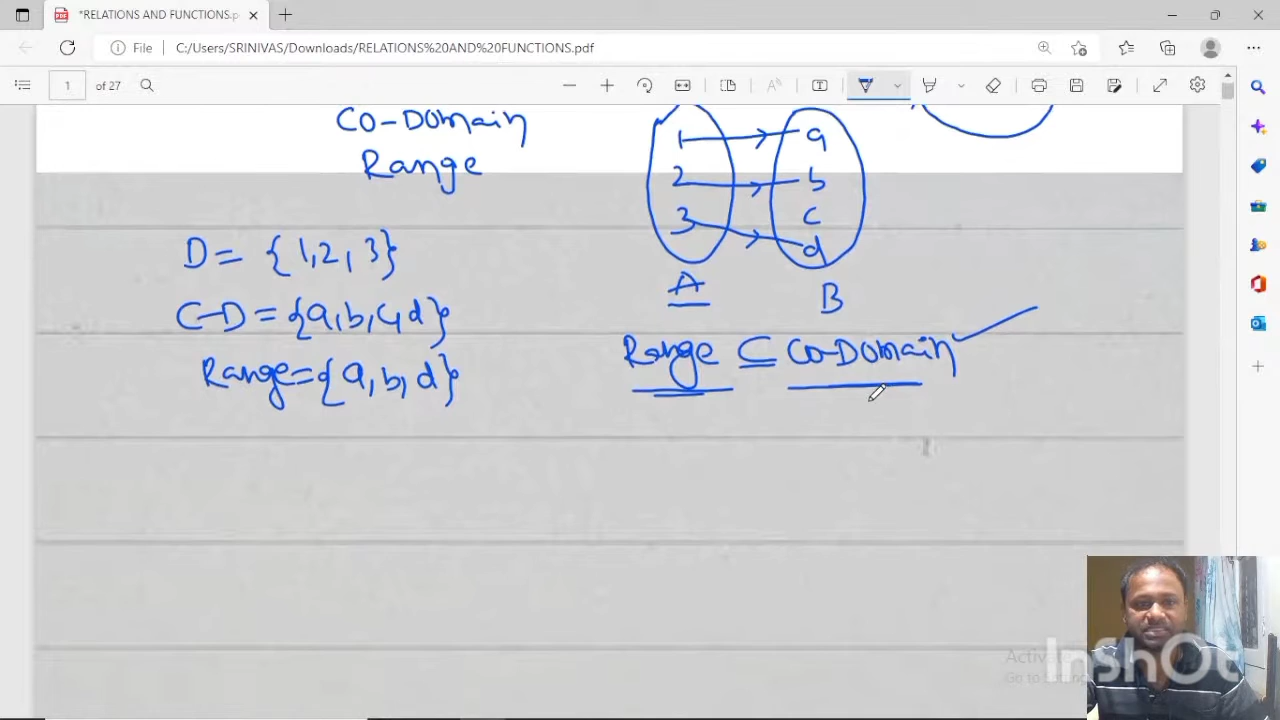 *RELATIONS AND FUNCTIONS.p
File C:/Users/SRINIVAS/Downloads/RELATIONS%20AND%20FUNCTIONS.pdf
1 of 27
Co-Domain
Range
1 a
2 b
3 c
d
A B
D = {1,2,3}
C-D = {a,b,c,d}
Range = {a, b, d}
Range ⊆ Co-Domain
InshOt